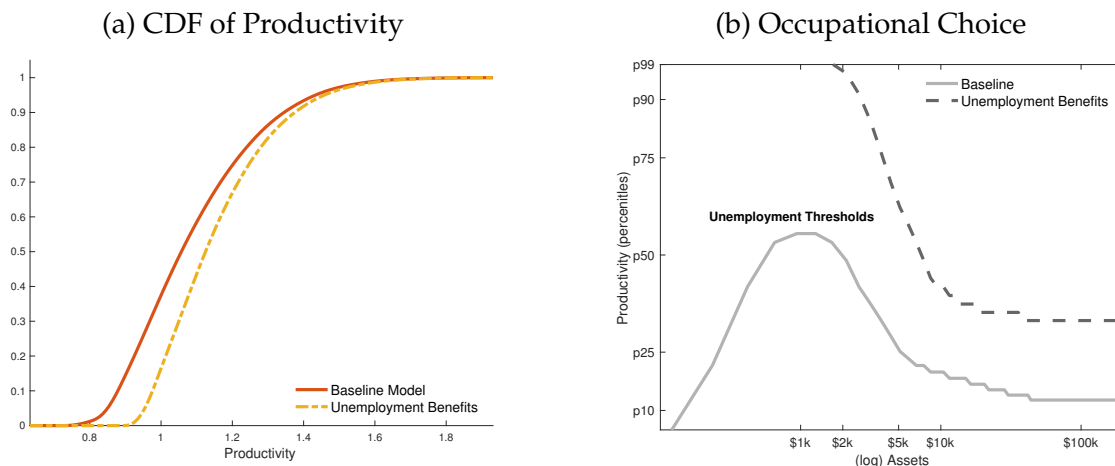 (a) CDF of Productivity
1
0.9
0.8
0.7
0.6
0.5
0.4
0.3
0.2
0.1
0
Baseline Model
Unemployment Benefits
0.8 1 1.2 1.4 1.6 1.8
Productivity
(b) Occupational Choice
p99
p90
p75
p50
p25
p10
Productivity (percenitles)
Baseline
Unemployment Benefits
Unemployment Thresholds
$1k $2k $5k $10k $100k
(log) Assets